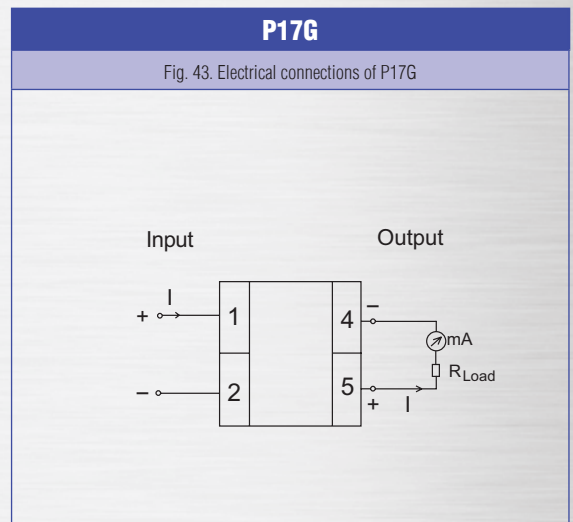 P17G
Fig. 43. Electrical connections of P17G
Input Output
I
+ 1 4 –
mA
R Load
– 2 5
+ I